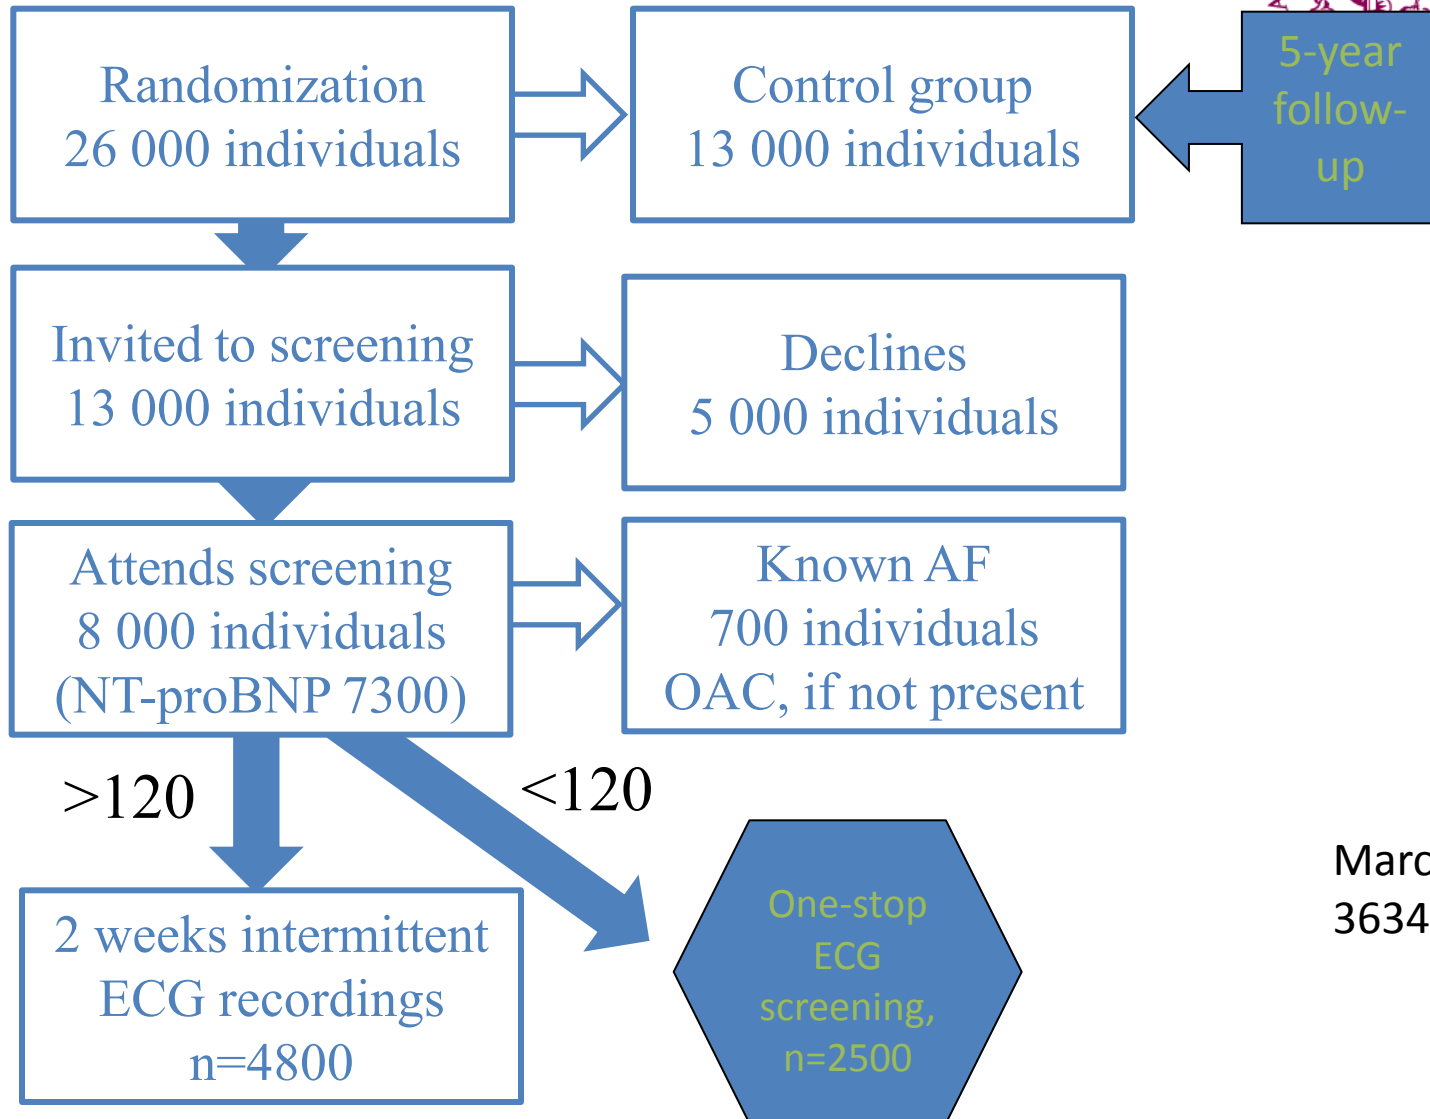 Randomization
26 000 individuals
Control group
13 000 individuals
5-year
follow-
up
Invited to screening
13 000 individuals
Declines
5 000 individuals
Attends screening
8 000 individuals
(NT-proBNP 7300)
Known AF
700 individuals
OAC, if not present
>120
<120
2 weeks intermittent
ECG recordings
n=4800
One-stop
ECG
screening,
n=2500
3634